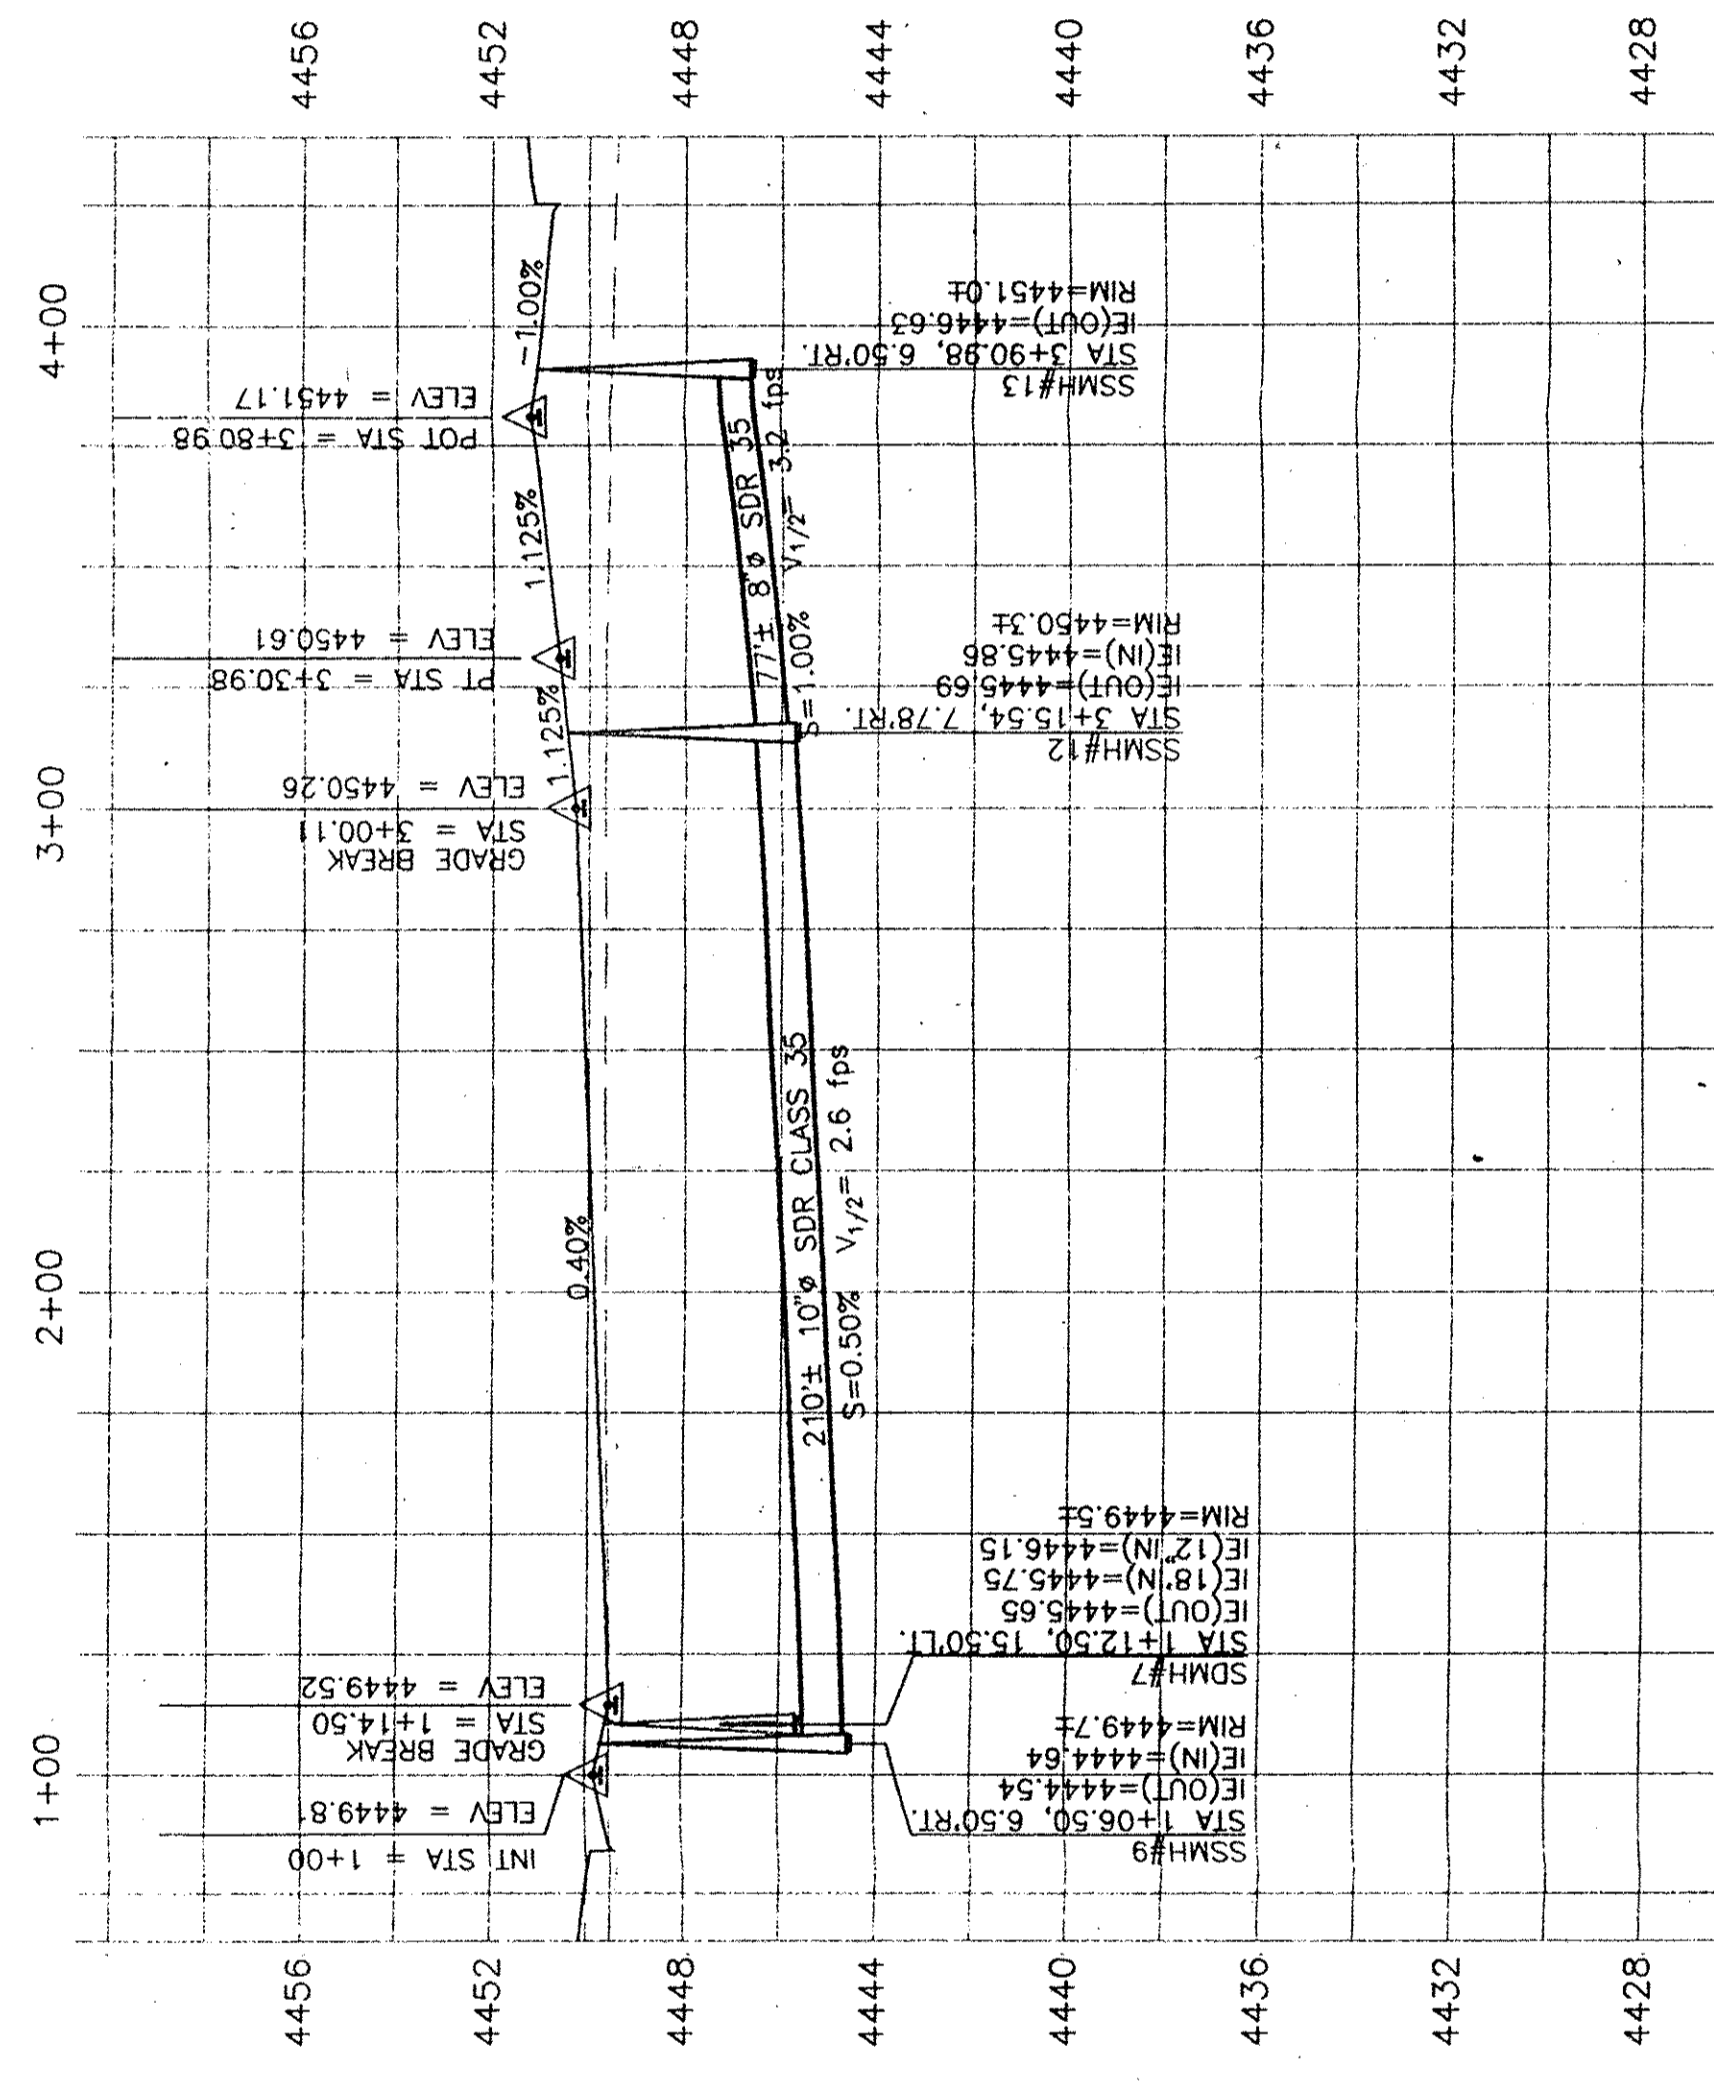 4456
4452
4448
4444
4440
4436
4432
4428
1+00
2+00
3+00
4+00
INT STA = 1+00
ELEV = 4449.81
GRADE BREAK
STA = 1+14.50
ELEV = 4449.52
0.40%
GRADE BREAK
STA = 3+00.11
ELEV = 4450.26
1.125%
PT STA = 3+30.98
ELEV = 4450.61
1.125%
POT STA = 3+80.98
ELEV = 4451.17
-1.00%
210'± 10"ø SDR CLASS 35
S=0.50% V1/2= 2.6 fps
77'± 8"ø SDR 35
S=1.00% V1/2= 3.2 fps
SSMH#9
STA 1+06.50, 6.50'RT.
IE(OUT)=4444.54
IE(IN)=4444.64
RIM=4449.7±
SDMH#7
STA 1+12.50, 15.50'LT.
IE(OUT)=4445.65
IE(18"IN)=4445.75
IE(12"IN)=4446.15
RIM=4449.5±
SSMH#12
STA 3+15.54, 7.78'RT.
IE(OUT)=4445.69
IE(IN)=4445.86
RIM=4450.3±
SSMH#13
STA 3+90.98, 6.50'RT.
IE(OUT)=4446.63
RIM=4451.0±
4456
4452
4448
4444
4440
4436
4432
4428